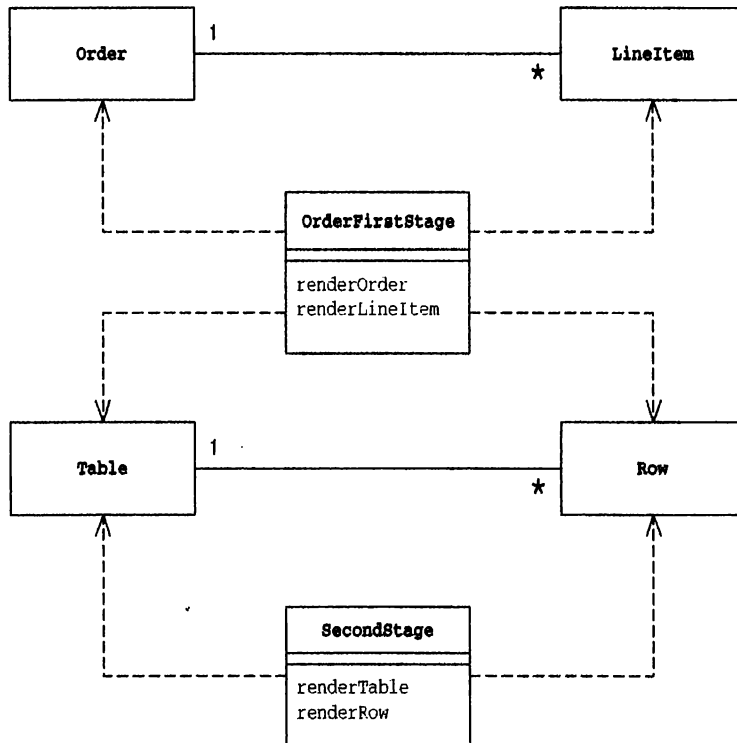 Order
1
*
LineItem
OrderFirstStage
renderOrder
renderLineItem
Table
1
*
Row
SecondStage
renderTable
renderRow